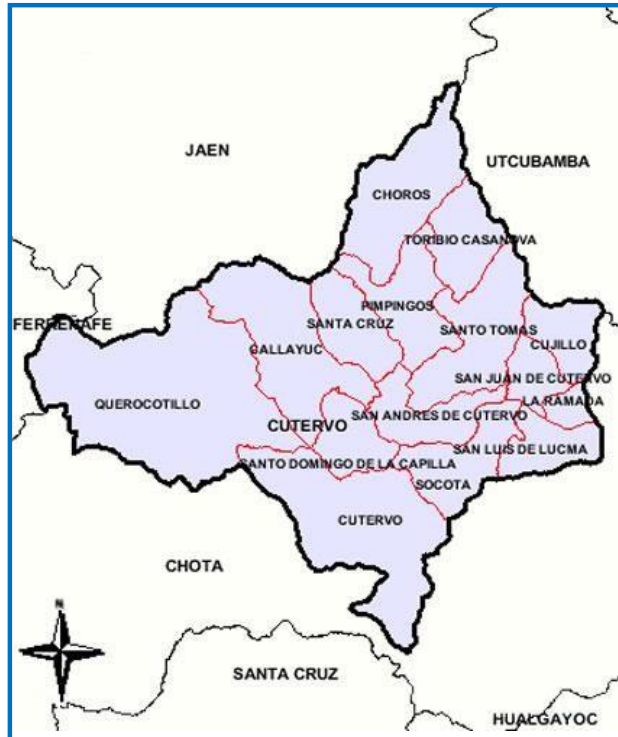 JAEN
UTCUBAMBA
CHOROS
TORIBIO CASANOVA
PIMPINGOS
FERREÑAFE
SANTA CRUZ
SANTO TOMAS
GALLAYUC
CUJILLO
SAN JUAN DE CUTERVO
QUEROCOTILLO
LA RAMADA
SAN ANDRES DE CUTERVO
CUTERVO
SAN LUIS DE LUCMA
SANTO DOMINGO DE LA CAPILLA
SOCOTA
CUTERVO
CHOTA
N
SANTA CRUZ
HUALGAYOC